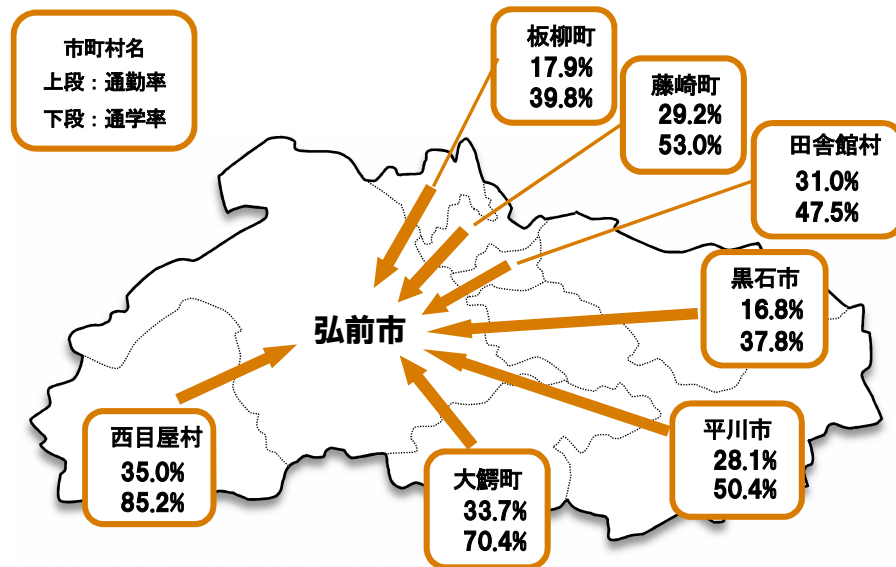 市町村名
上段：通勤率
下段：通学率
板柳町
17.9%
39.8%
藤崎町
29.2%
53.0%
田舎館村
31.0%
47.5%
黒石市
16.8%
37.8%
弘前市
平川市
28.1%
50.4%
西目屋村
35.0%
85.2%
大鰐町
33.7%
70.4%